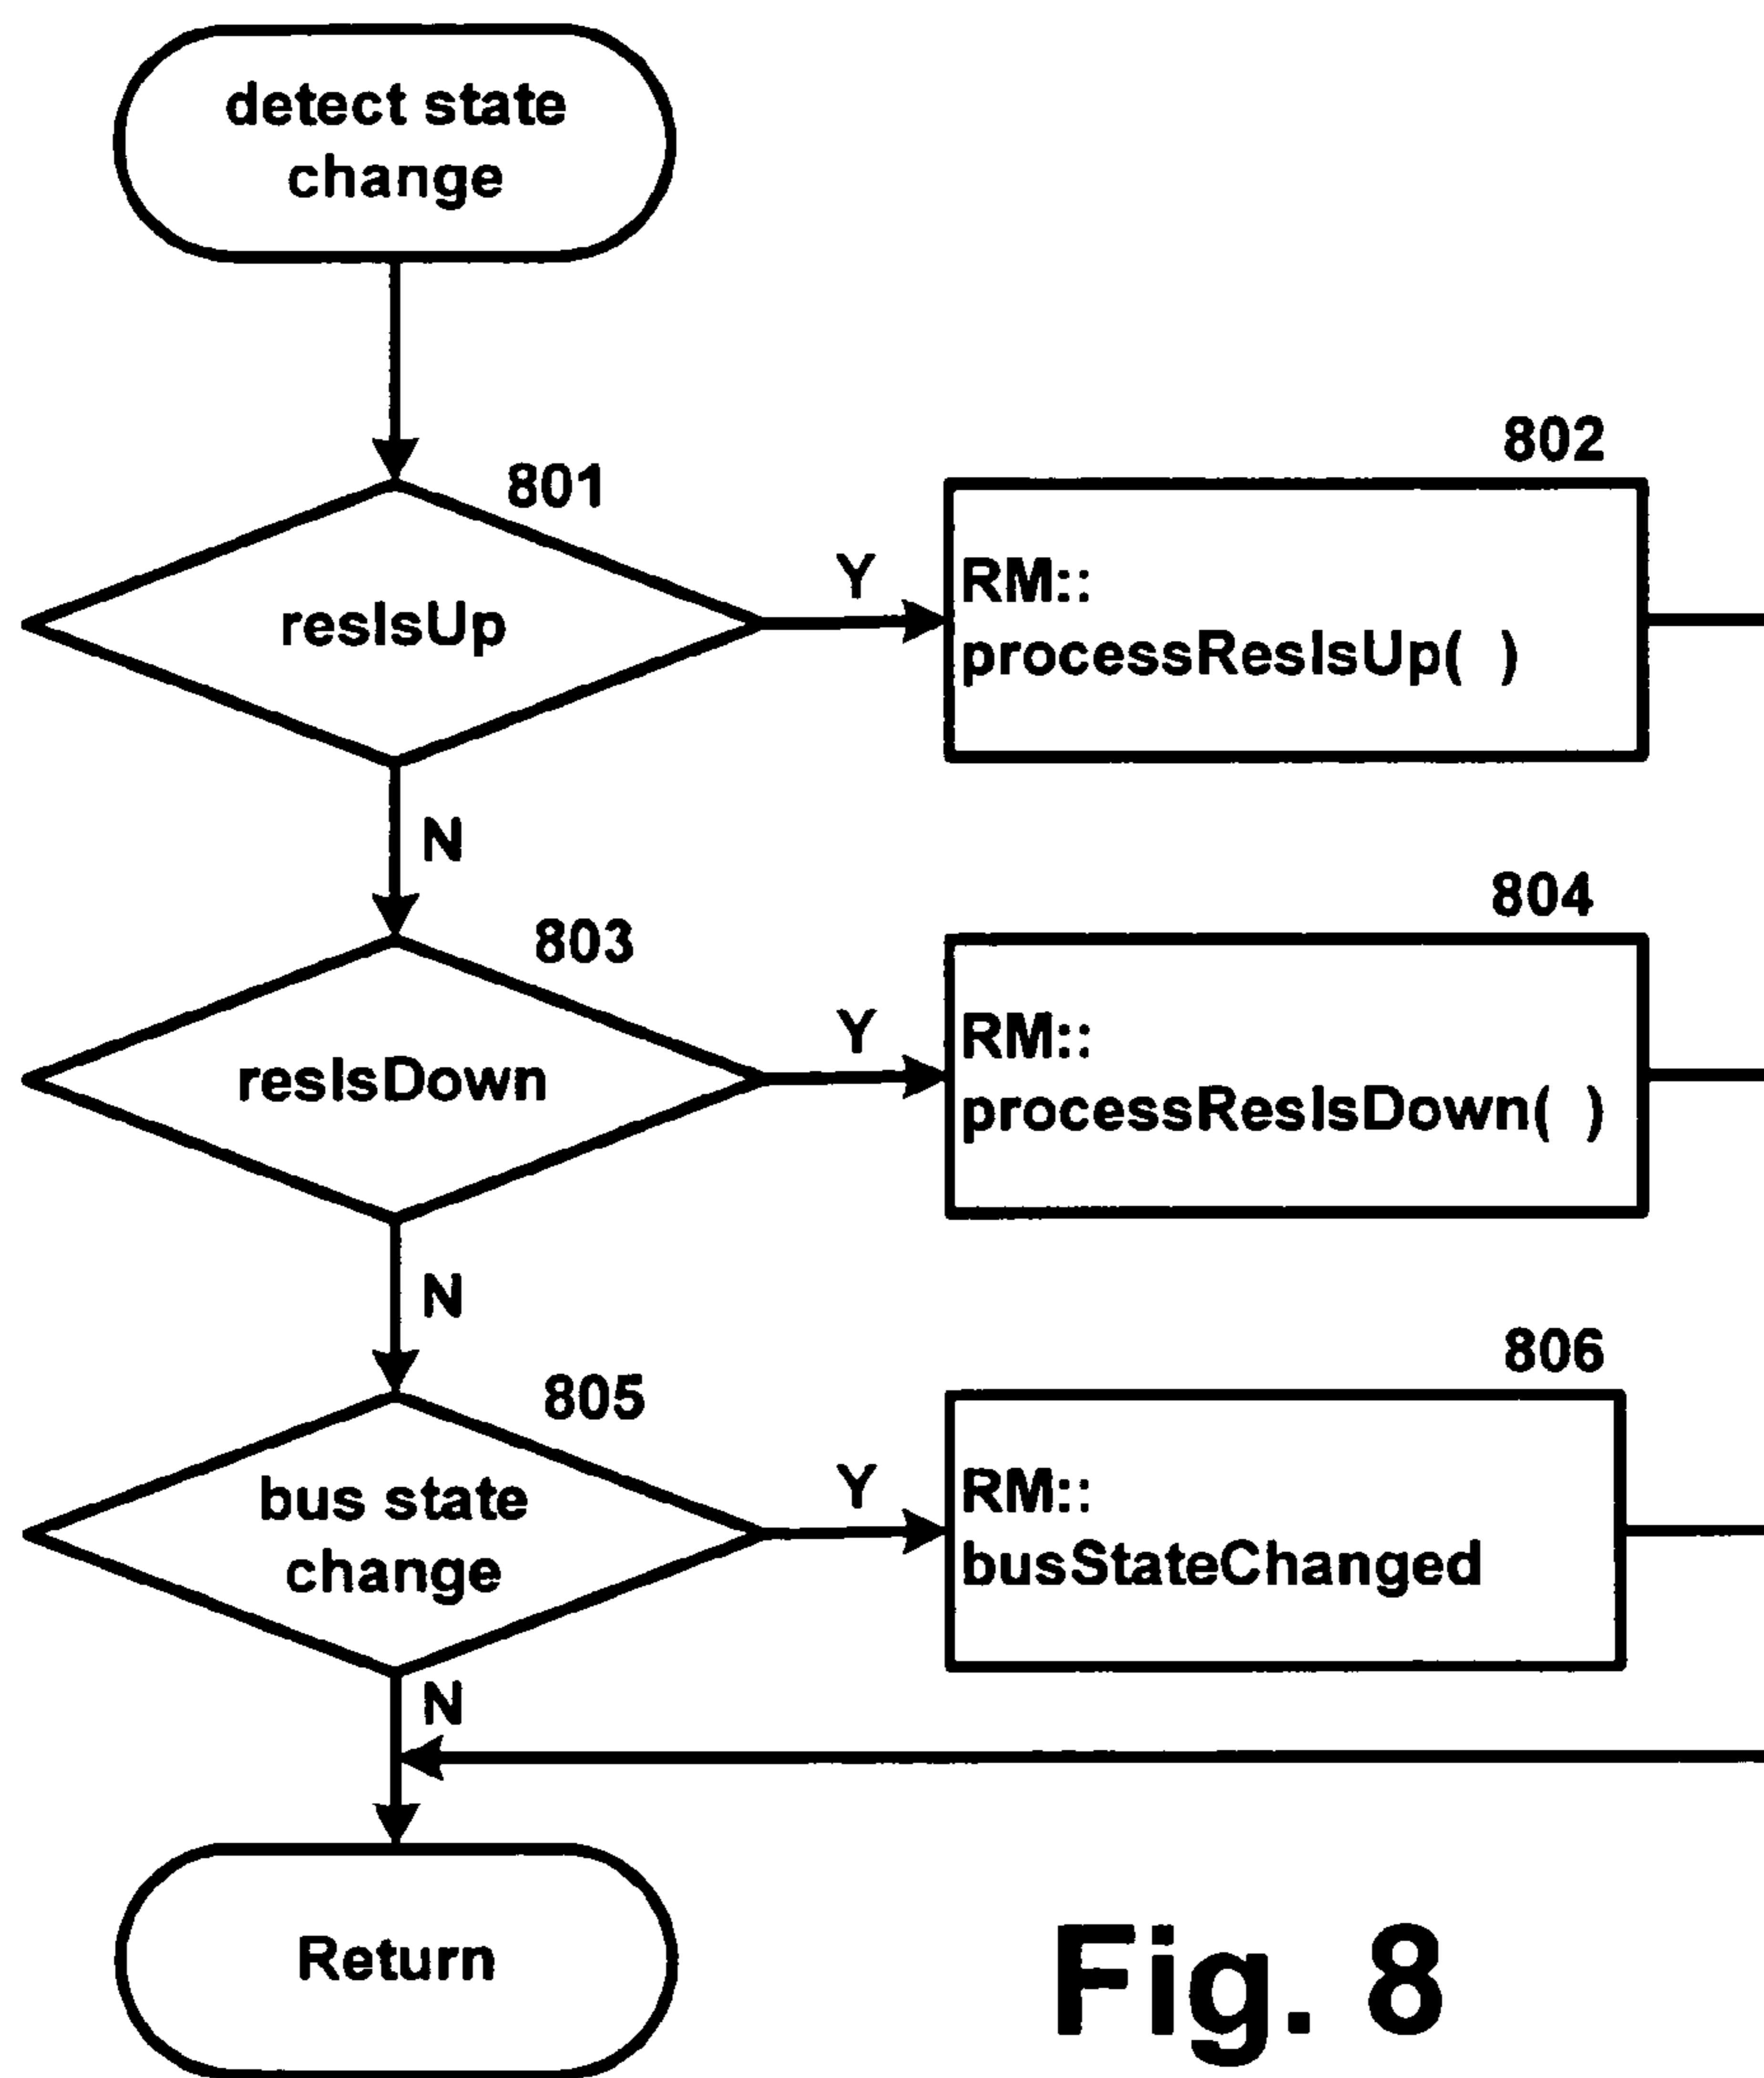 detect state
change
801
resIsUp
Y
802
RM::
processResIsUp( )
N
803
resIsDown
Y
804
RM::
processResIsDown( )
N
805
bus state
change
Y
806
RM::
busStateChanged
N
Return
Fig. 8